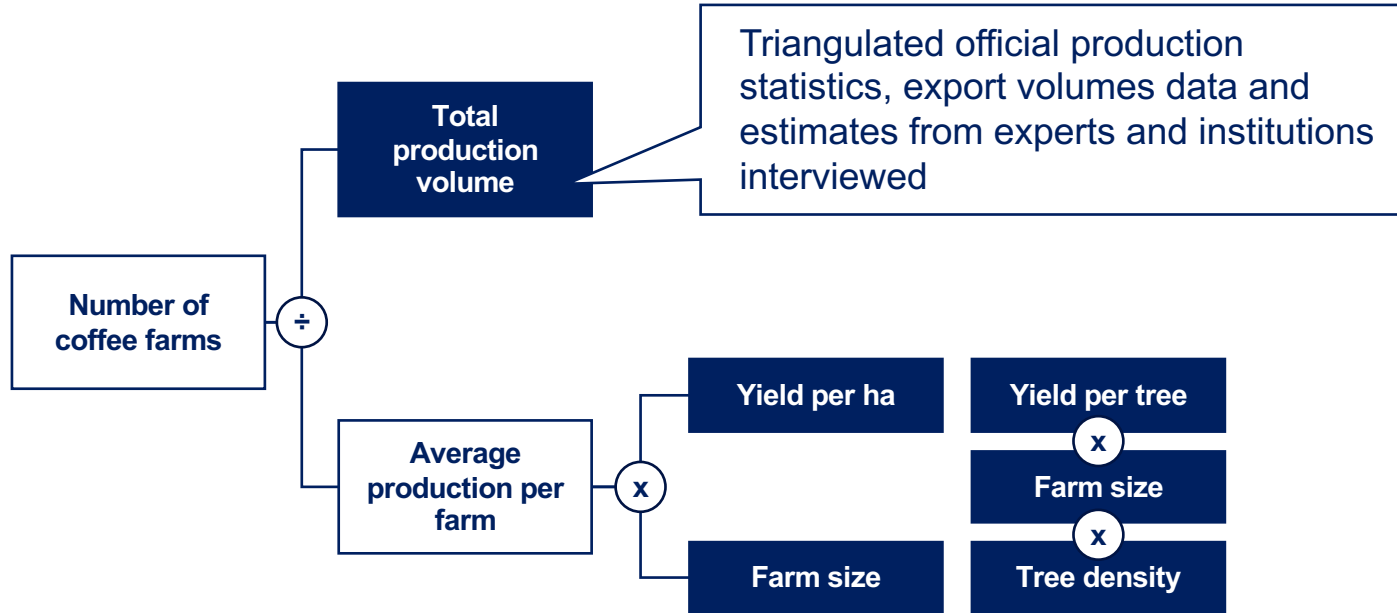 Triangulated official production
statistics, export volumes data and
estimates from experts and institutions
interviewed
Total
production
volume
Number of
coffee farms
÷
Average
production per
farm
x
Yield per ha
Farm size
Yield per tree
x
Farm size
x
Tree density